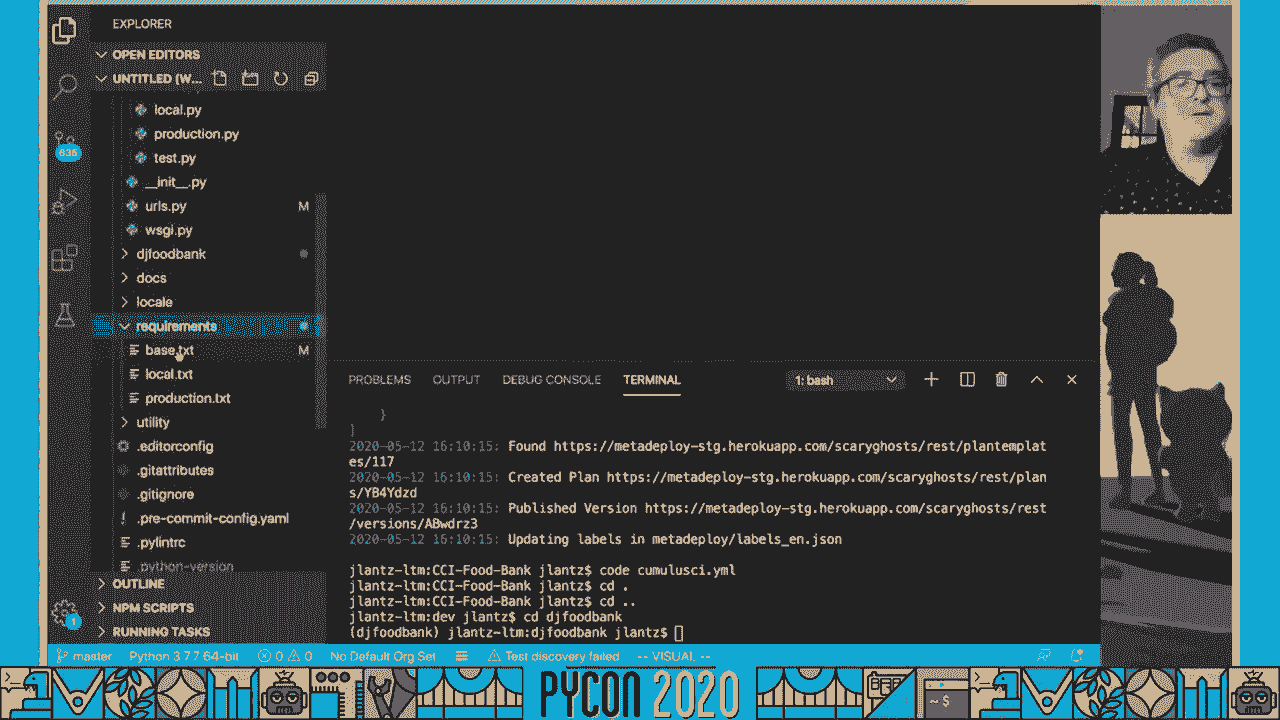 EXPLORER
OPEN EDITORS
UNTITLED (W...
local.py
production.py
test.py
__init__.py
urls.py M
wsgi.py
djfoodbank
docs
locale
requirements
base.txt M
local.txt
production.txt
utility
.editorconfig
.gitattributes
.gitignore
.pre-commit-config.yaml
.pylintrc
.python-version
OUTLINE
NPM SCRIPTS
RUNNING TASKS
635
1
PROBLEMS OUTPUT DEBUG CONSOLE TERMINAL 1: bash
}
]
2020-05-12 16:10:15: Found https://metadeploy-stg.herokuapp.com/scaryghosts/rest/plantemplat
es/117
2020-05-12 16:10:15: Created Plan https://metadeploy-stg.herokuapp.com/scaryghosts/rest/plan
s/YB4Ydzd
2020-05-12 16:10:15: Published Version https://metadeploy-stg.herokuapp.com/scaryghosts/rest
/versions/ABwdrz3
2020-05-12 16:10:15: Updating labels in metadeploy/labels_en.json
jlantz-ltm:CCI-Food-Bank jlantz$ code cumulusci.yml
jlantz-ltm:CCI-Food-Bank jlantz$ cd .
jlantz-ltm:CCI-Food-Bank jlantz$ cd ..
jlantz-ltm:dev jlantz$ cd djfoodbank
(djfoodbank) jlantz-ltm:djfoodbank jlantz$
master Python 3.7.7 64-bit 0 0 No Default Org Set Test discovery failed -- VISUAL --
PYCON 2020
~ $